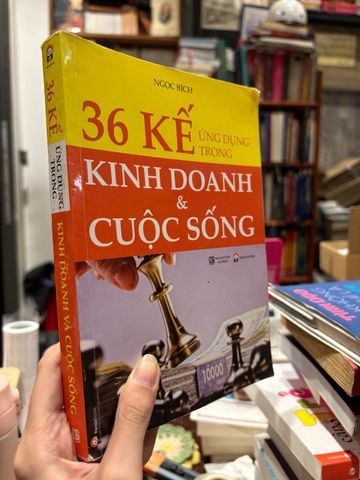 NGỌC BÍCH
36 KẾ
ỨNG DỤNG
TRONG
KINH DOANH
&
CUỘC SỐNG
10000
36 KẾ
ỨNG DỤNG
TRONG
KINH DOANH VÀ CUỘC SỐNG